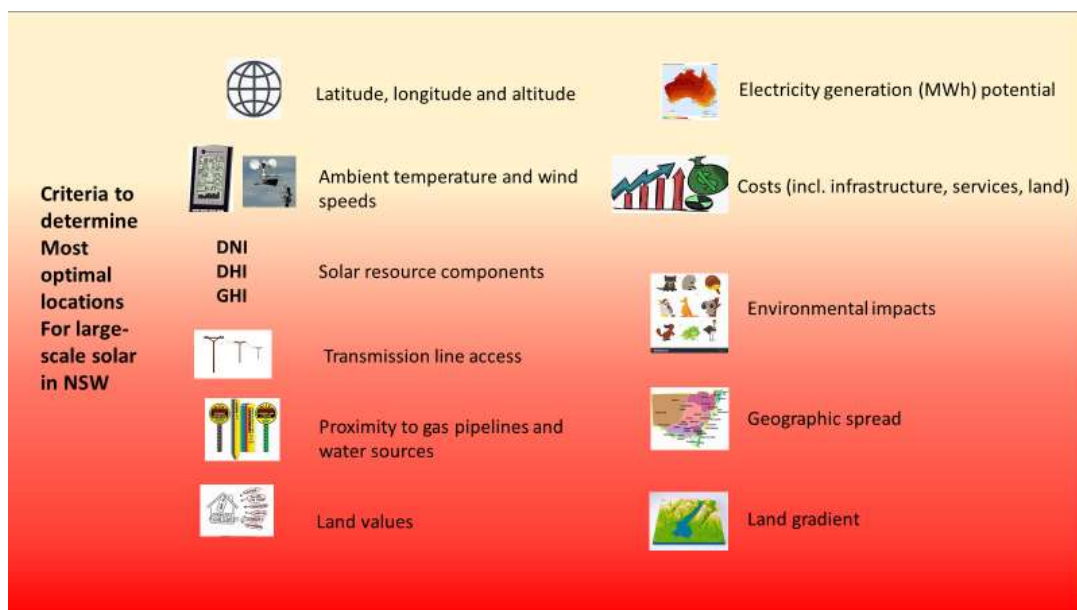 Criteria to
determine
Most
optimal
locations
For large-
scale solar
in NSW
Latitude, longitude and altitude
Ambient temperature and wind
speeds
DNI
DHI
GHI
Solar resource components
Transmission line access
Proximity to gas pipelines and
water sources
Land values
Electricity generation (MWh) potential
Costs (incl. infrastructure, services, land)
Environmental impacts
Geographic spread
Land gradient